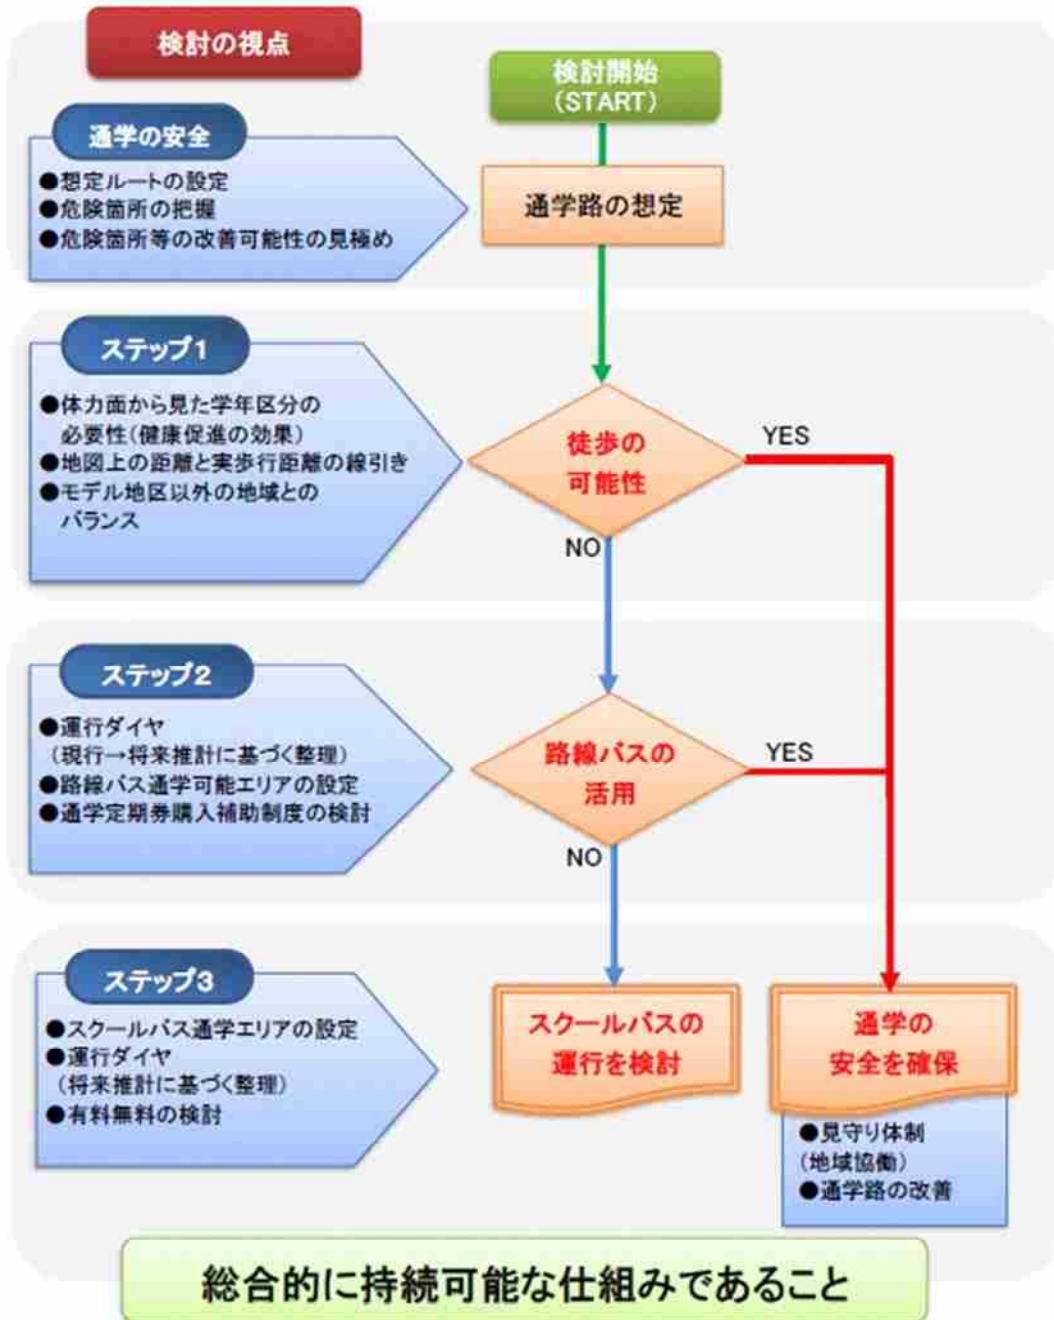 検討の視点
検討開始
(START)
通学の安全
●想定ルートの設定
●危険箇所の把握
●危険箇所等の改善可能性の見極め
通学路の想定
ステップ1
●体力面から見た学年区分の
必要性(健康促進の効果)
●地図上の距離と実歩行距離の線引き
●モデル地区以外の地域との
バランス
徒歩の
可能性
YES
NO
ステップ2
●運行ダイヤ
(現行→将来推計に基づく整理)
●路線バス通学可能エリアの設定
●通学定期券購入補助制度の検討
路線バスの
活用
YES
NO
ステップ3
●スクールバス通学エリアの設定
●運行ダイヤ
(将来推計に基づく整理)
●有料無料の検討
スクールバスの
運行を検討
通学の
安全を確保
●見守り体制
(地域協働)
●通学路の改善
総合的に持続可能な仕組みであること